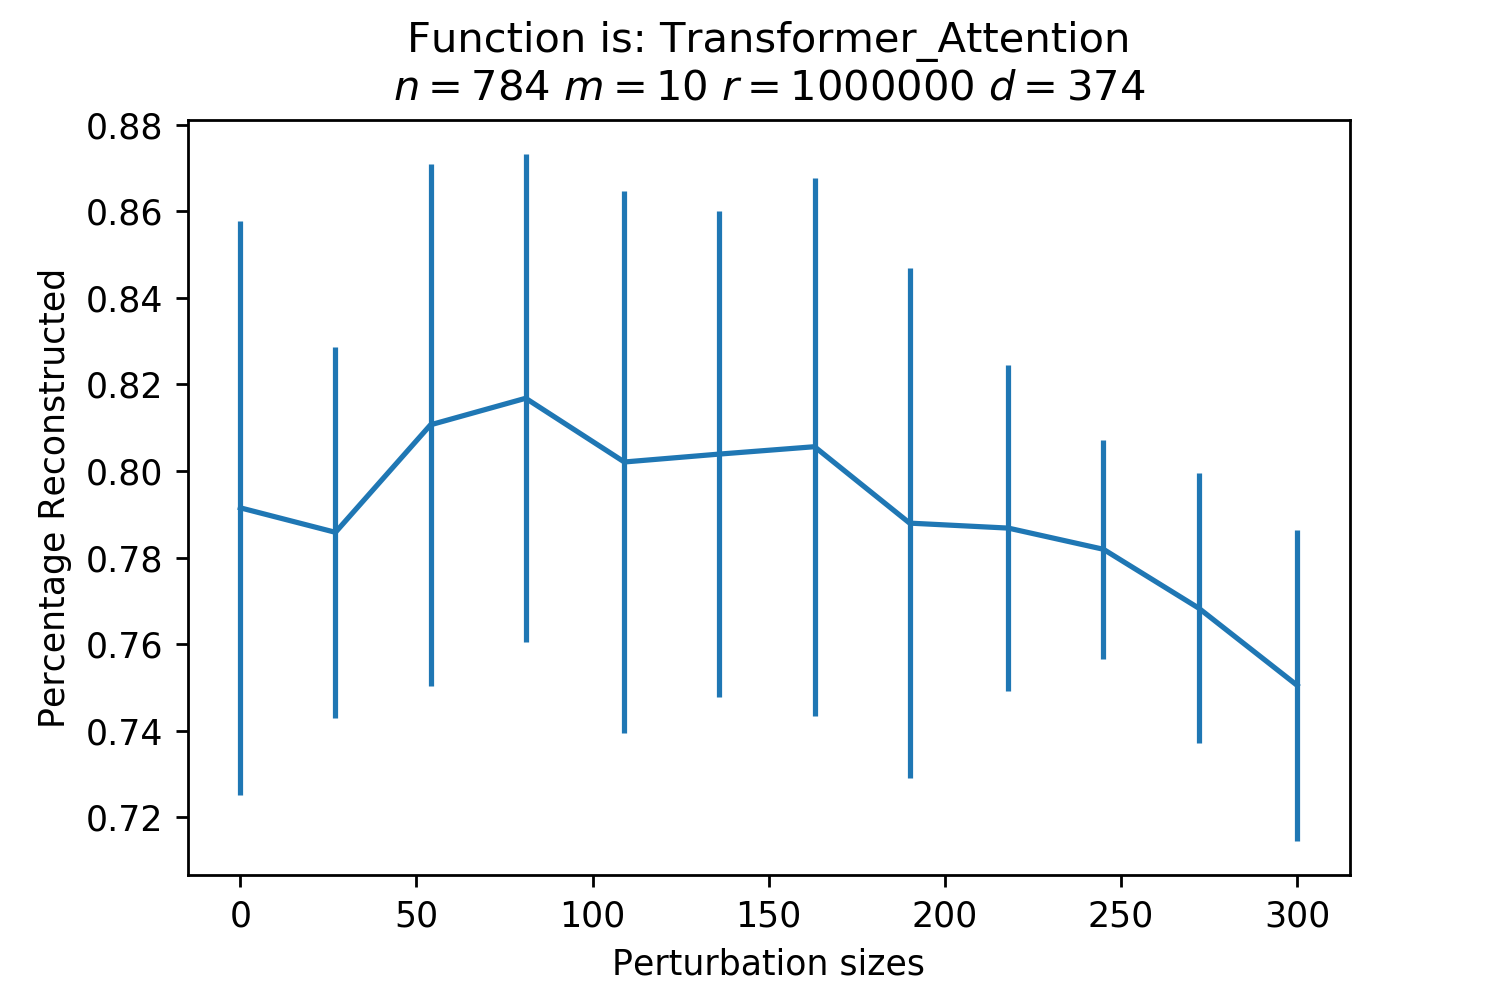 Function is: Transformer_Attention
n = 784 m = 10 r = 1000000 d = 374
0.88
0.86
0.84
0.82
0.80
0.78
0.76
0.74
0.72
Percentage Reconstructed
0 50 100 150 200 250 300
Perturbation sizes